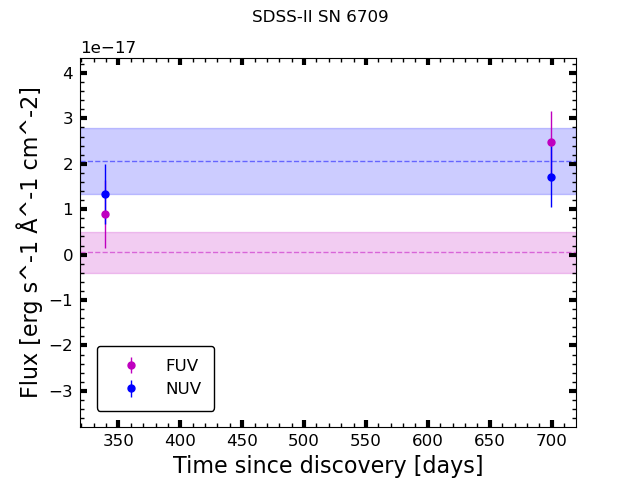 SDSS-II SN 6709
1e−17
4
3
2
1
0
−1
−2
−3
Flux [erg s^-1 Å^-1 cm^-2]
FUV
NUV
350 400 450 500 550 600 650 700
Time since discovery [days]